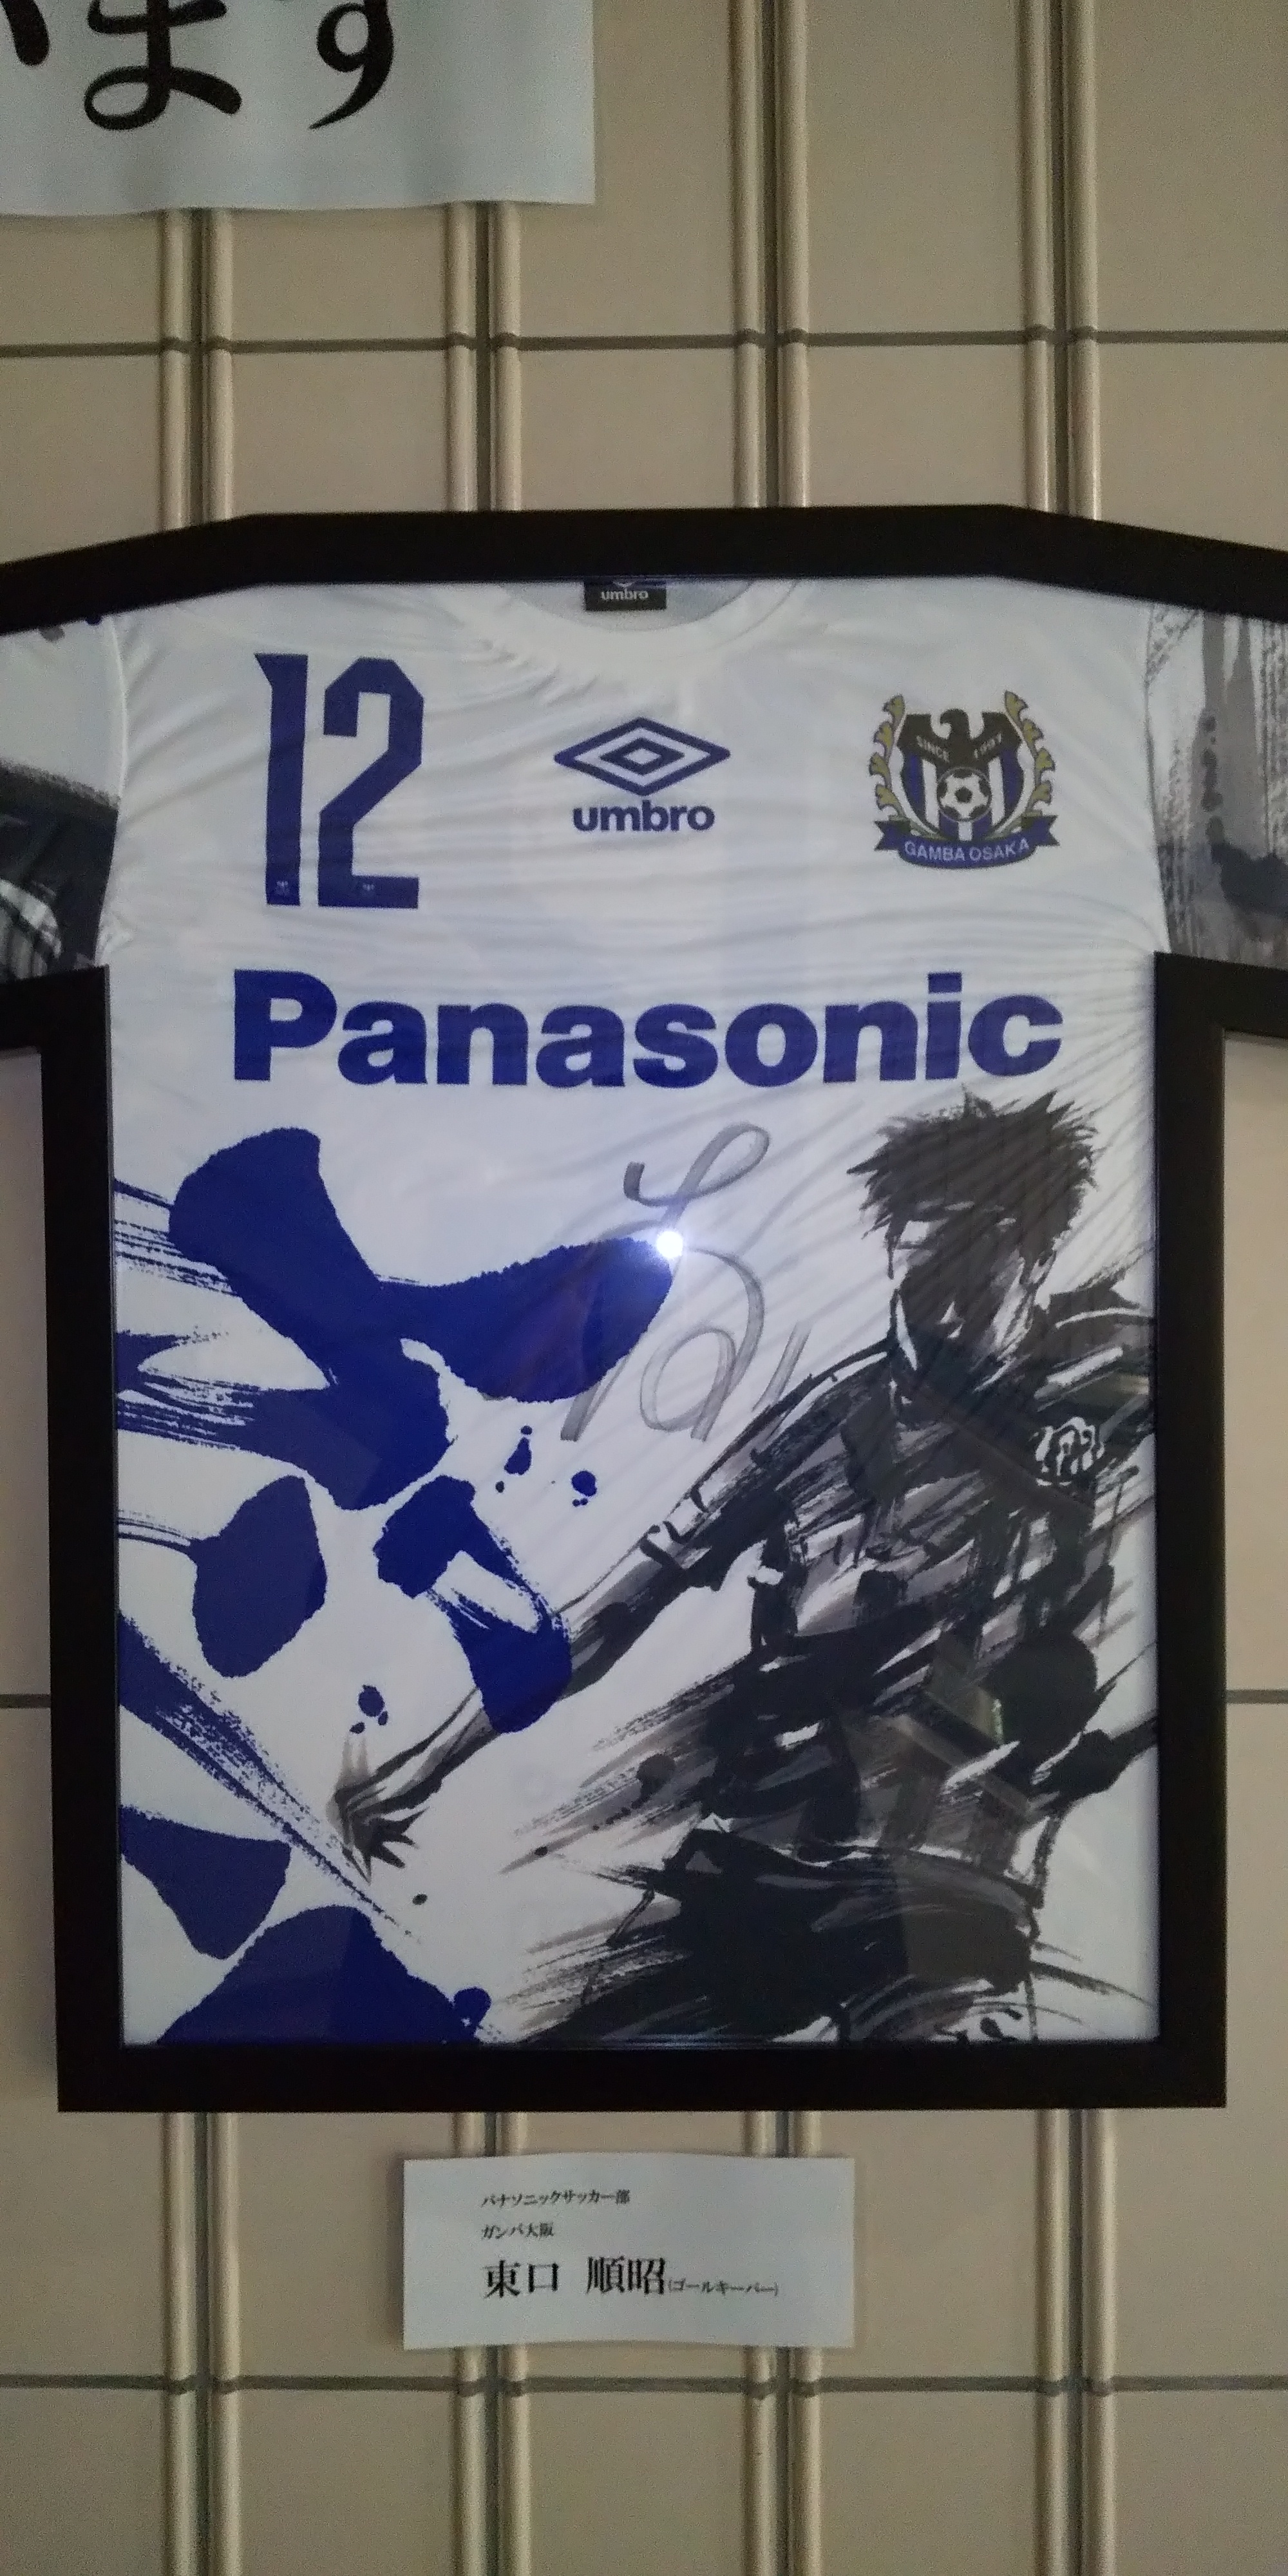 ます
umbro
12
umbro
SINCE 1991
GAMBA OSAKA
Panasonic
パナソニックサッカー部
ガンバ大阪
東口 順昭(ゴールキーパー)